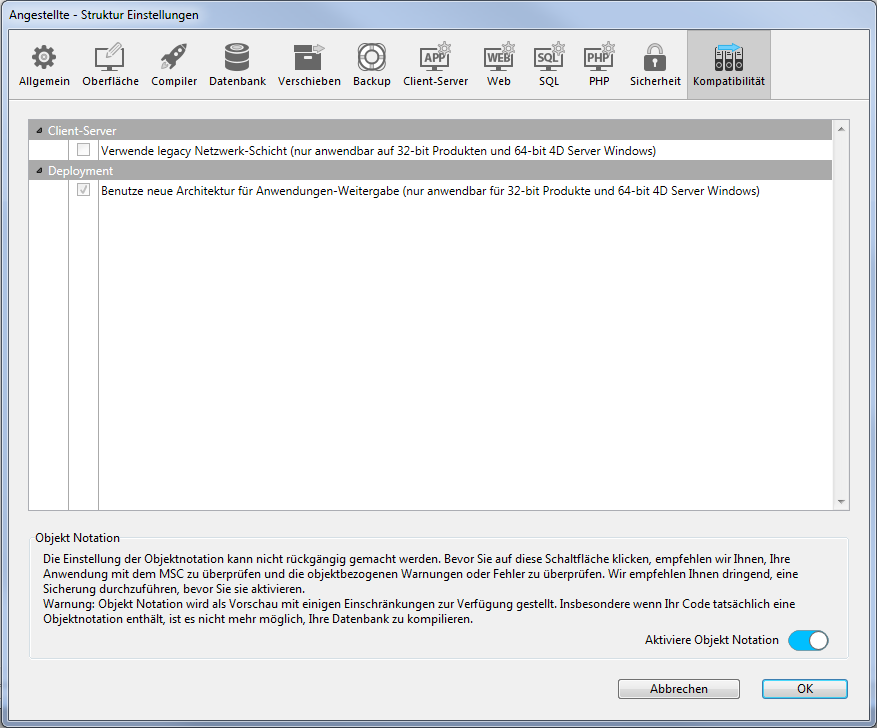 Angestellte - Struktur Einstellungen
Allgemein Oberfläche Compiler Datenbank Verschieben Backup Client-Server Web SQL PHP Sicherheit Kompatibilität
APP WEB SQL PHP
Client-Server
Verwende legacy Netzwerk-Schicht (nur anwendbar auf 32-bit Produkten und 64-bit 4D Server Windows)
Deployment
Benutze neue Architektur für Anwendungen-Weitergabe (nur anwendbar für 32-bit Produkte und 64-bit 4D Server Windows)
Objekt Notation
Die Einstellung der Objektnotation kann nicht rückgängig gemacht werden. Bevor Sie auf diese Schaltfläche klicken, empfehlen wir Ihnen, Ihre
Anwendung mit dem MSC zu überprüfen und die objektbezogenen Warnungen oder Fehler zu überprüfen. Wir empfehlen Ihnen dringend, eine
Sicherung durchzuführen, bevor Sie sie aktivieren.
Warnung: Objekt Notation wird als Vorschau mit einigen Einschränkungen zur Verfügung gestellt. Insbesondere wenn Ihr Code tatsächlich eine
Objektnotation enthält, ist es nicht mehr möglich, Ihre Datenbank zu kompilieren.
Aktiviere Objekt Notation
Abbrechen OK